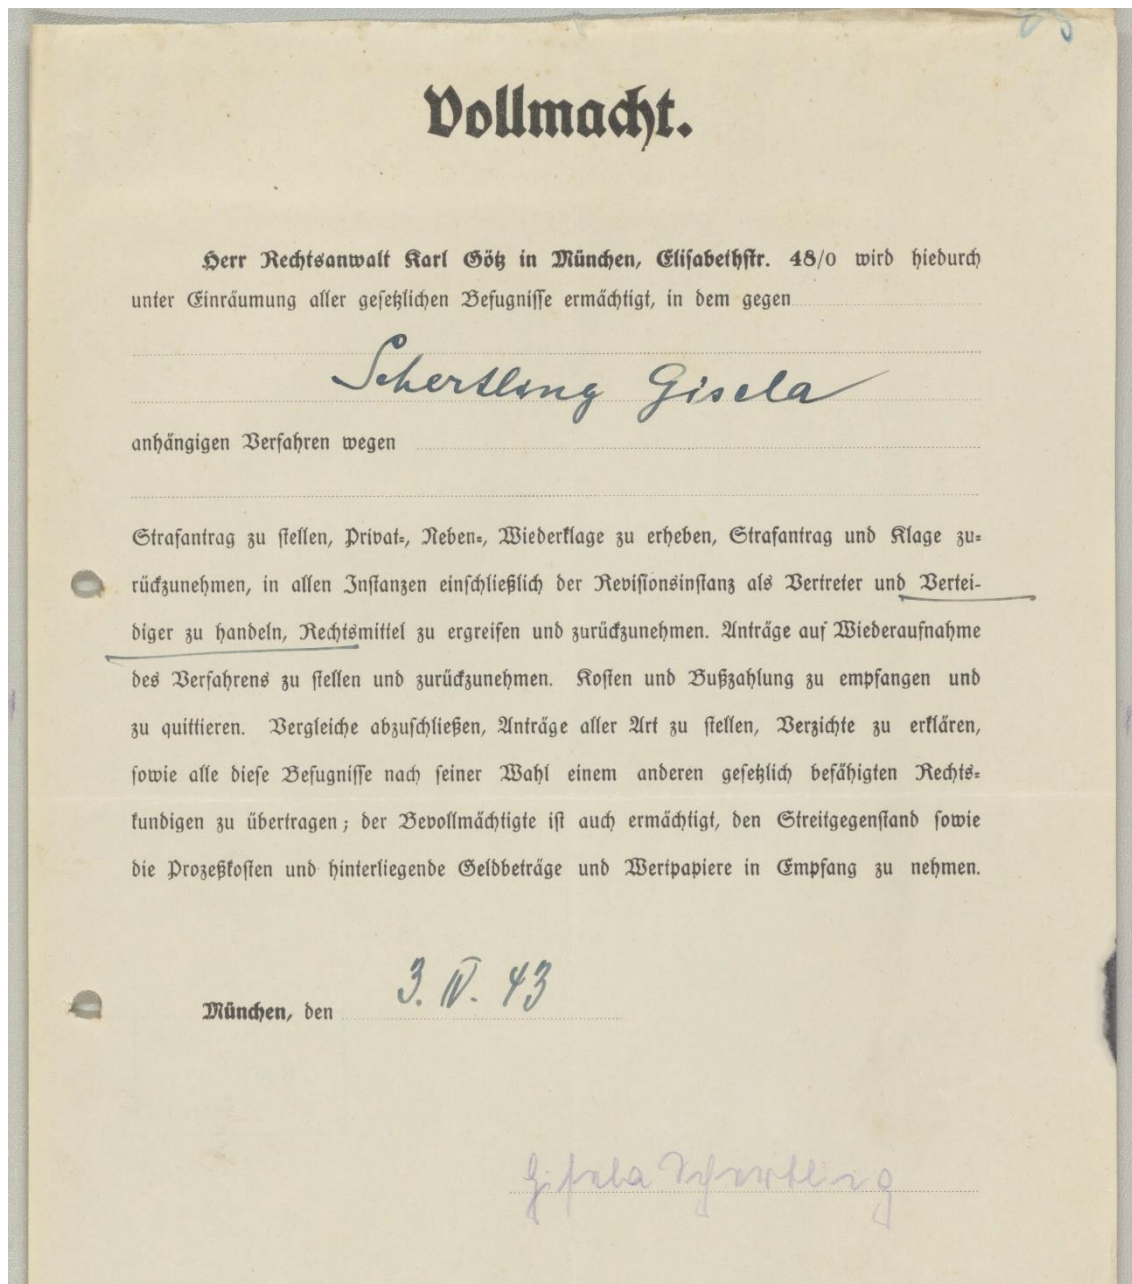 Vollmacht.
Herr Rechtsanwalt Karl Götz in München, Elisabethstr. 48/0 wird hiedurch
unter Einräumung aller gesetzlichen Befugnisse ermächtigt, in dem gegen
Schertling Gisela
anhängigen Verfahren wegen
Strafantrag zu stellen, Privat-, Neben-, Wiederklage zu erheben, Strafantrag und Klage zu-
rückzunehmen, in allen Instanzen einschließlich der Revisionsinstanz als Vertreter und Vertei-
diger zu handeln, Rechtsmittel zu ergreifen und zurückzunehmen. Anträge auf Wiederaufnahme
des Verfahrens zu stellen und zurückzunehmen. Kosten und Bußzahlung zu empfangen und
zu quittieren. Vergleiche abzuschließen, Anträge aller Art zu stellen, Verzichte zu erklären,
sowie alle diese Befugnisse nach seiner Wahl einem anderen gesetzlich befähigten Rechts-
kundigen zu übertragen; der Bevollmächtigte ist auch ermächtigt, den Streitgegenstand sowie
die Prozeßkosten und hinterliegende Geldbeträge und Wertpapiere in Empfang zu nehmen.
München, den 3. IV. 43
Gisela Schertling